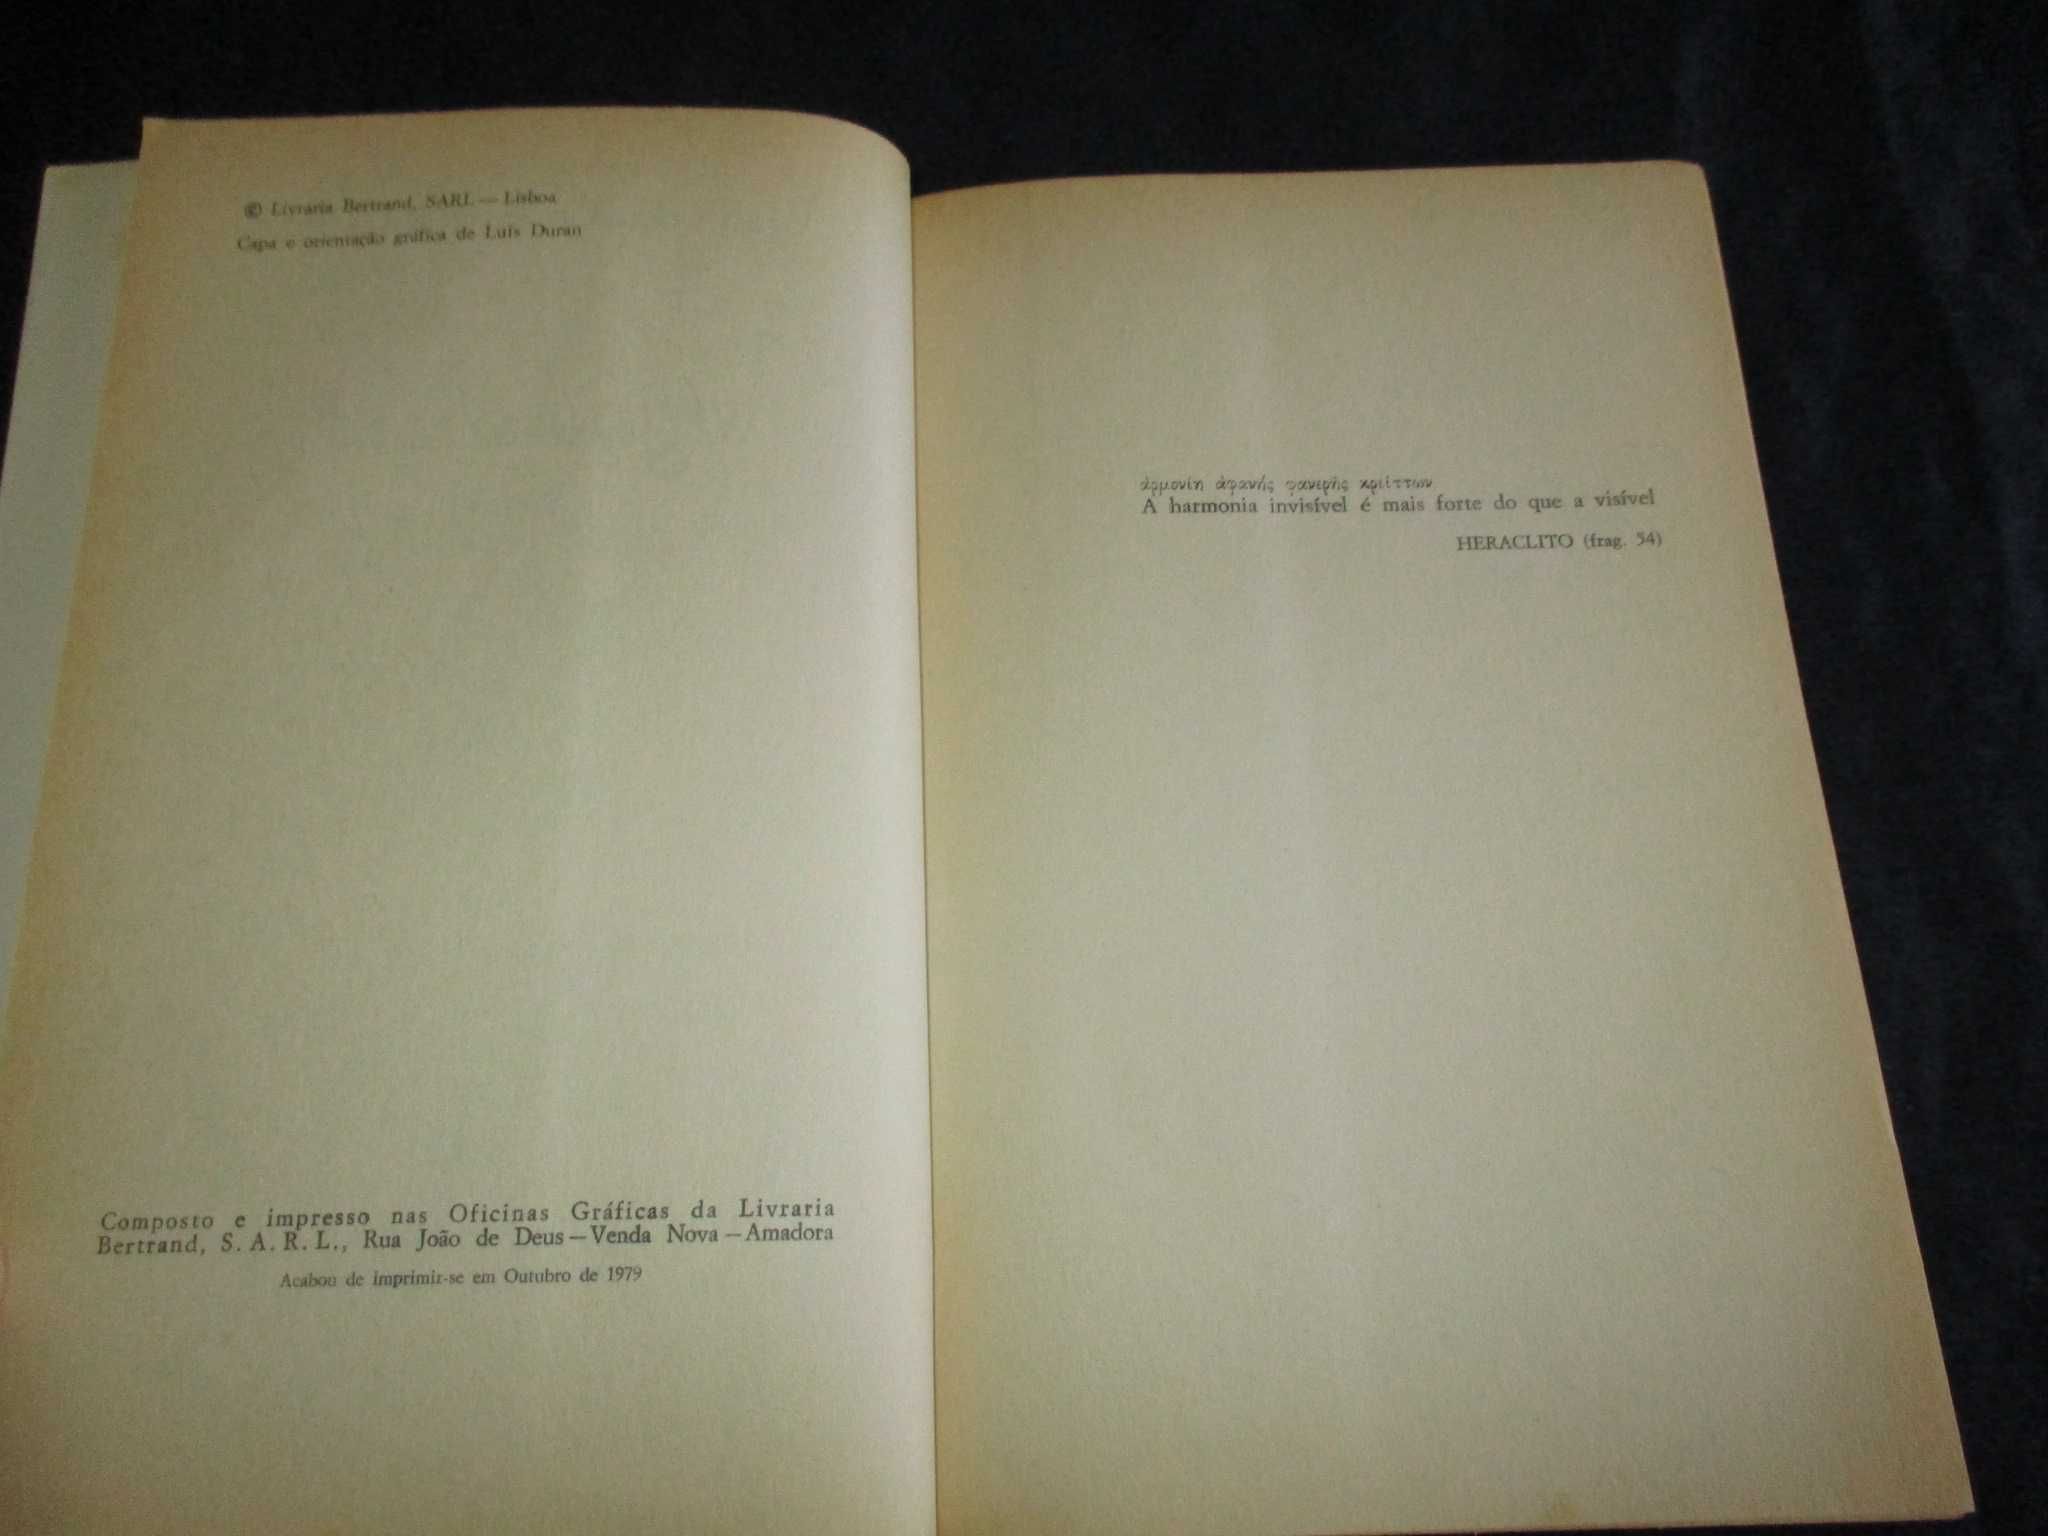 © Livraria Bertrand, SARL — Lisboa
Capa e orientação gráfica de Luís Duran
Composto e impresso nas Oficinas Gráficas da Livraria
Bertrand, S. A. R. L., Rua João de Deus — Venda Nova — Amadora
Acabou de imprimir-se em Outubro de 1979
ἁρμονίη ἀφανής φανερῆς κρείττων
A harmonia invisível é mais forte do que a visível
HERACLITO (frag. 54)